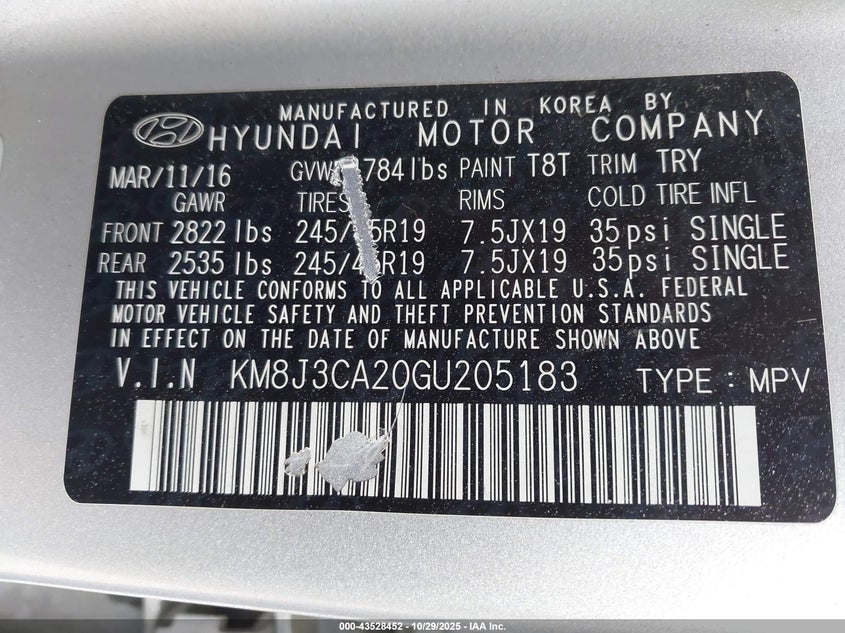 MANUFACTURED IN KOREA BY
HYUNDAI MOTOR COMPANY
MAR/11/16 PAINT T8T TRIM TRY
GAWR TIRES RIMS COLD TIRE INFL
FRONT 2822 lbs 7.5JX19 35psi SINGLE
REAR 2535 lbs 7.5JX19 35psi SINGLE
THIS VEHICLE CONFORMS TO ALL APPLICABLE U.S.A. FEDERAL
MOTOR VEHICLE SAFETY AND THEFT PREVENTION STANDARDS
IN EFFECT ON THE DATE OF MANUFACTURE SHOWN ABOVE
V.I.N KM8J3CA20GU205183 TYPE : MPV
000-43528452 - 10/29/2025 - IAA Inc.